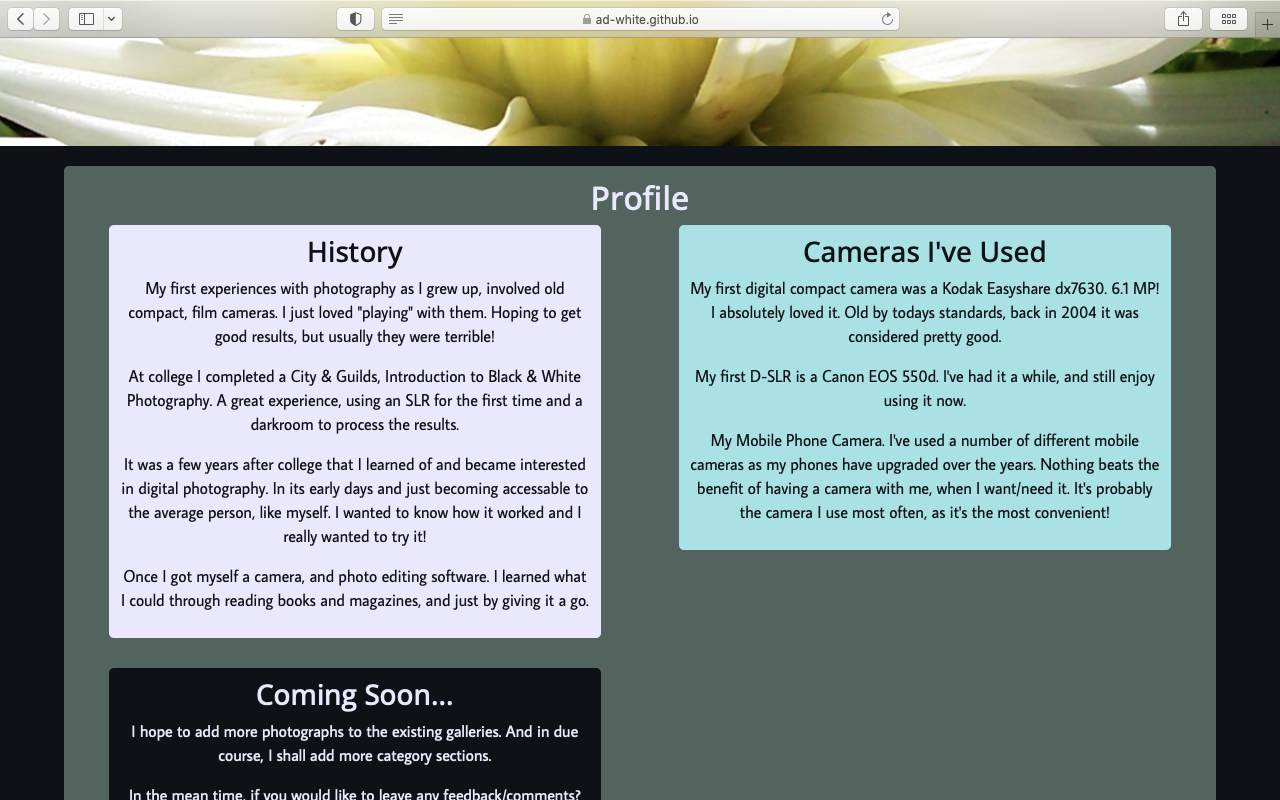 ad-white.github.io
Profile
History
My first experiences with photography as I grew up, involved old
compact, film cameras. I just loved "playing" with them. Hoping to get
good results, but usually they were terrible!
At college I completed a City & Guilds, Introduction to Black & White
Photography. A great experience, using an SLR for the first time and a
darkroom to process the results.
It was a few years after college that I learned of and became interested
in digital photography. In its early days and just becoming accessable to
the average person, like myself. I wanted to know how it worked and I
really wanted to try it!
Once I got myself a camera, and photo editing software. I learned what
I could through reading books and magazines, and just by giving it a go.
Cameras I've Used
My first digital compact camera was a Kodak Easyshare dx7630. 6.1 MP!
I absolutely loved it. Old by todays standards, back in 2004 it was
considered pretty good.
My first D-SLR is a Canon EOS 550d. I've had it a while, and still enjoy
using it now.
My Mobile Phone Camera. I've used a number of different mobile
cameras as my phones have upgraded over the years. Nothing beats the
benefit of having a camera with me, when I want/need it. It's probably
the camera I use most often, as it's the most convenient!
Coming Soon...
I hope to add more photographs to the existing galleries. And in due
course, I shall add more category sections.
In the mean time, if you would like to leave any feedback/comments?